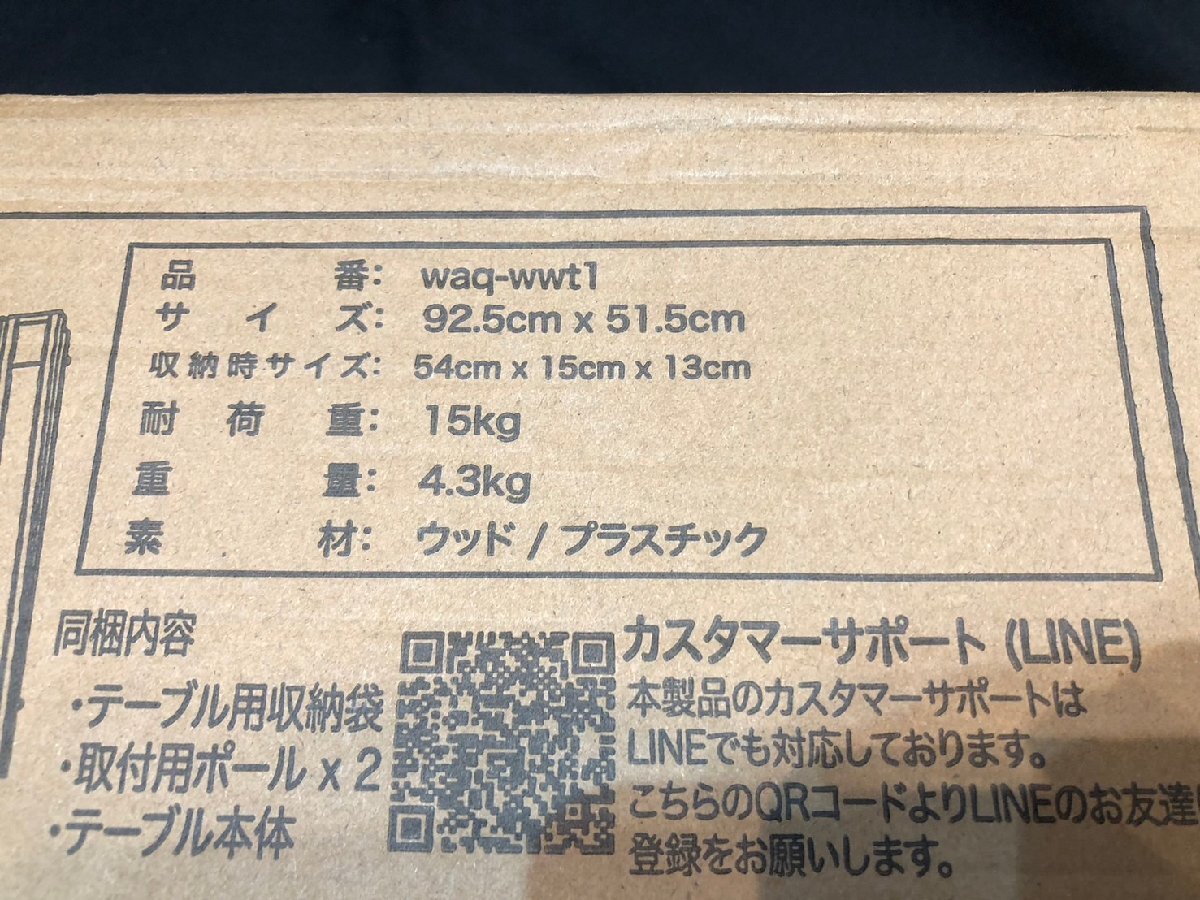 品番： waq-wwt1
サイズ： 92.5cm x 51.5cm
収納時サイズ： 54cm x 15cm x 13cm
耐荷重： 15kg
重量： 4.3kg
素材： ウッド / プラスチック
同梱内容
・テーブル用収納袋
・取付用ポール x 2
・テーブル本体
カスタマーサポート (LINE)
本製品のカスタマーサポートは
LINEでも対応しております。
こちらのQRコードよりLINEのお友達
登録をお願いします。